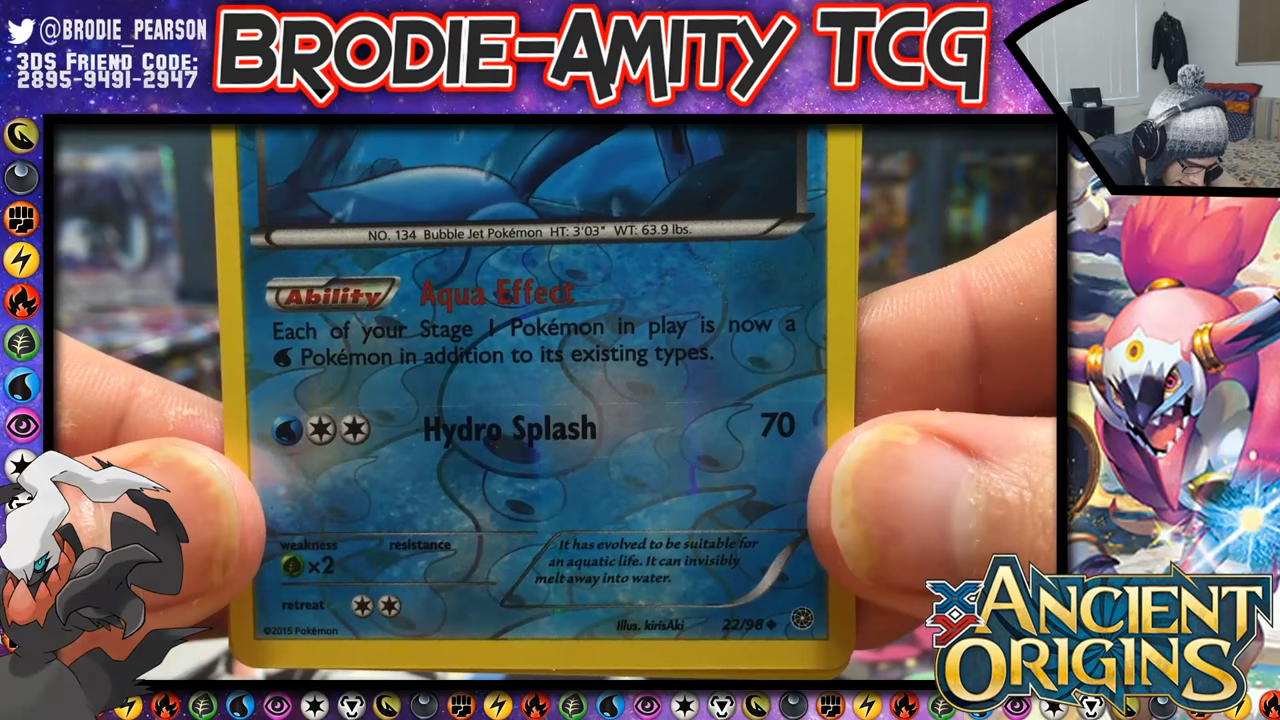 @BRODIE_PEARSON
3DS FRIEND CODE:
2895-9491-2947
BRODIE-AMITY TCG
NO. 134 Bubble Jet Pokémon HT: 3'03" WT: 63.9 lbs.
Ability Aqua Effect
Each of your Stage 1 Pokémon in play is now a
Pokémon in addition to its existing types.
Hydro Splash 70
weakness resistance
×2
It has evolved to be suitable for
an aquatic life. It can invisibly
melt away into water.
retreat
©2015 Pokémon
Illus. kirisAki
22/98
XY
ANCIENT
ORIGINS